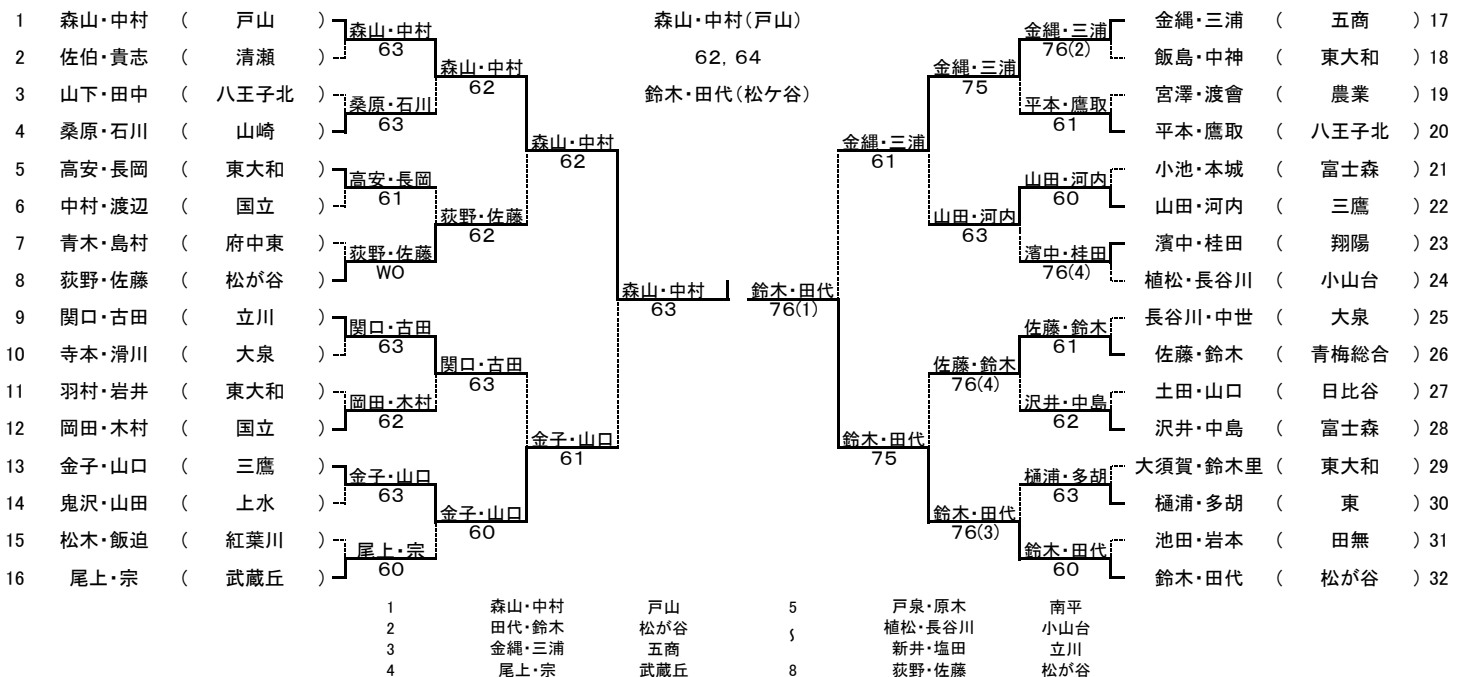 1 森山・中村 ( 戸山 )
2 佐伯・貴志 ( 清瀬 )
3 山下・田中 ( 八王子北 )
4 桑原・石川 ( 山崎 )
5 高安・長岡 ( 東大和 )
6 中村・渡辺 ( 国立 )
7 青木・島村 ( 府中東 )
8 荻野・佐藤 ( 松が谷 )
9 関口・古田 ( 立川 )
10 寺本・滑川 ( 大泉 )
11 羽村・岩井 ( 東大和 )
12 岡田・木村 ( 国立 )
13 金子・山口 ( 三鷹 )
14 鬼沢・山田 ( 上水 )
15 松木・飯迫 ( 紅葉川 )
16 尾上・宗 ( 武蔵丘 )
森山・中村
63
桑原・石川
63
高安・長岡
61
荻野・佐藤
WO
関口・古田
63
岡田・木村
62
金子・山口
63
尾上・宗
60
森山・中村
62
荻野・佐藤
62
関口・古田
63
金子・山口
60
森山・中村
62
金子・山口
61
森山・中村
63
森山・中村(戸山)
62, 64
鈴木・田代(松ケ谷)
鈴木・田代
76(1)
金縄・三浦
61
鈴木・田代
75
金縄・三浦
75
山田・河内
63
佐藤・鈴木
76(4)
鈴木・田代
76(3)
金縄・三浦
76(2)
平本・鷹取
61
山田・河内
60
濱中・桂田
76(4)
佐藤・鈴木
61
沢井・中島
62
樋浦・多胡
63
鈴木・田代
60
金縄・三浦 ( 五商 ) 17
飯島・中神 ( 東大和 ) 18
宮澤・渡會 ( 農業 ) 19
平本・鷹取 ( 八王子北 ) 20
小池・本城 ( 富士森 ) 21
山田・河内 ( 三鷹 ) 22
濱中・桂田 ( 翔陽 ) 23
植松・長谷川 ( 小山台 ) 24
長谷川・中世 ( 大泉 ) 25
佐藤・鈴木 ( 青梅総合 ) 26
土田・山口 ( 日比谷 ) 27
沢井・中島 ( 富士森 ) 28
大須賀・鈴木里 ( 東大和 ) 29
樋浦・多胡 ( 東 ) 30
池田・岩本 ( 田無 ) 31
鈴木・田代 ( 松が谷 ) 32
1 森山・中村 戸山 5 戸泉・原木 南平
2 田代・鈴木 松が谷 植松・長谷川 小山台
3 金縄・三浦 五商 ～ 新井・塩田 立川
4 尾上・宗 武蔵丘 8 荻野・佐藤 松が谷